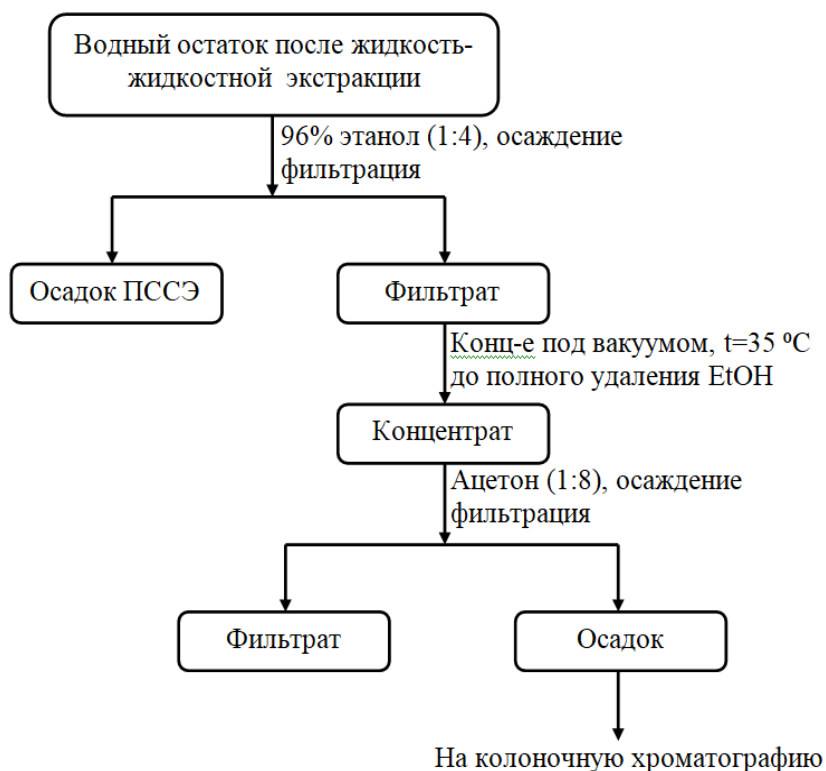 Водный остаток после жидкость-
жидкостной экстракции
96% этанол (1:4), осаждение
фильтрация
Осадок ПССЭ
Фильтрат
Конц-е под вакуумом, t=35 ⁰С
до полного удаления EtOH
Концентрат
Ацетон (1:8), осаждение
фильтрация
Фильтрат
Осадок
На колоночную хроматографию